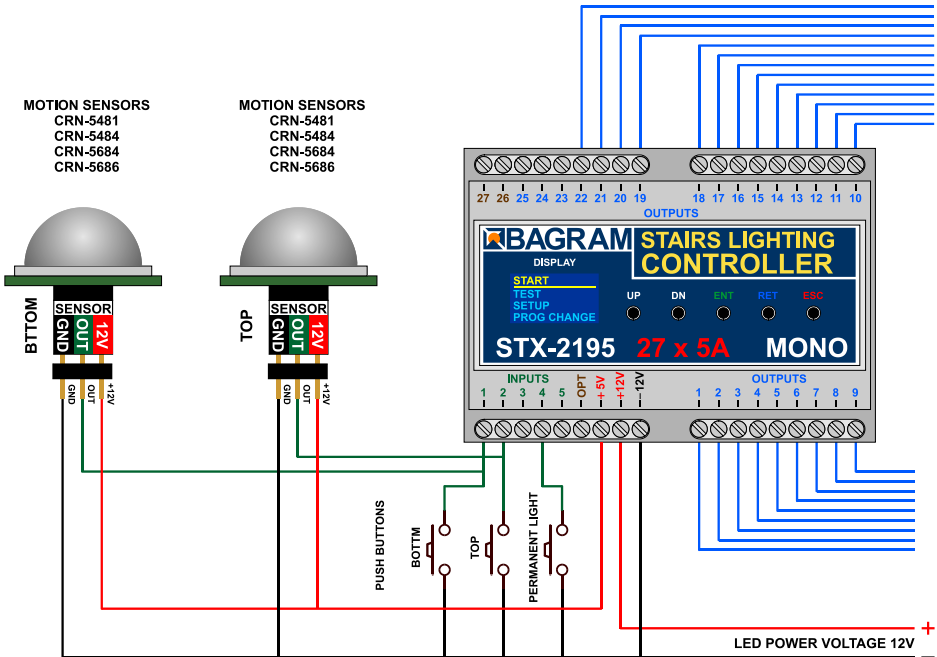 MOTION SENSORS
CRN-5481
CRN-5484
CRN-5684
CRN-5686
MOTION SENSORS
CRN-5481
CRN-5484
CRN-5684
CRN-5686
BTTOM
SENSOR
GND
OUT
12V
GND
OUT
+12V
TOP
SENSOR
GND
OUT
12V
GND
OUT
+12V
27 26 25 24 23 22 21 20 19
18 17 16 15 14 13 12 11 10
OUTPUTS
BAGRAM
STAIRS LIGHTING
CONTROLLER
DISPLAY
START
TEST
SETUP
PROG CHANGE
UP DN ENT RET ESC
STX-2195 27 x 5A MONO
INPUTS
1 2 3 4 5 OPT +5V +12V -12V
OUTPUTS
1 2 3 4 5 6 7 8 9
PUSH BUTTONS
BOTTM
TOP
PERMANENT LIGHT
+
LED POWER VOLTAGE 12V
-